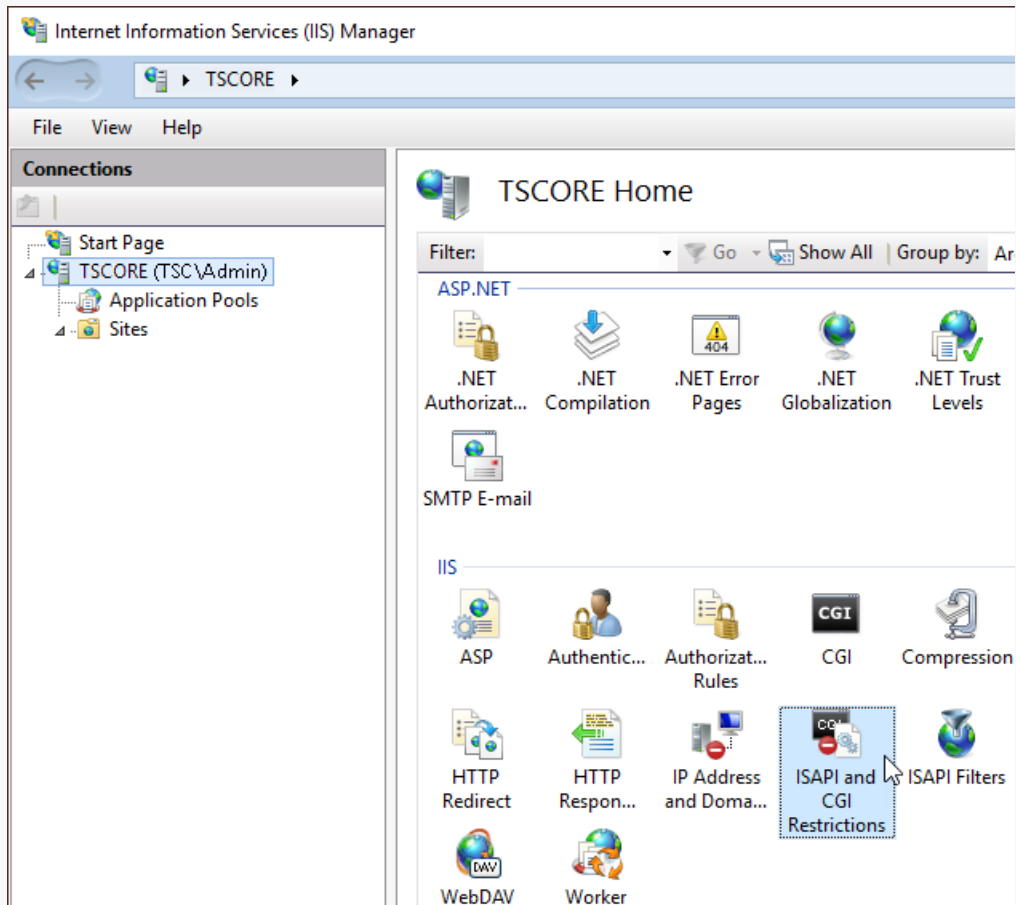 Internet Information Services (IIS) Manager
TSCORE
File View Help
Connections
Start Page
TSCORE (TSC\Admin)
Application Pools
Sites
TSCORE Home
Filter: Go Show All Group by: Ar
ASP.NET
.NET Authorizat...
.NET Compilation
404
.NET Error Pages
.NET Globalization
.NET Trust Levels
SMTP E-mail
IIS
ASP
Authentic...
Authorizat... Rules
CGI
CGI
Compression
HTTP Redirect
HTTP Respon...
IP Address and Doma...
CGI
ISAPI and CGI Restrictions
ISAPI Filters
DAV
WebDAV
Worker